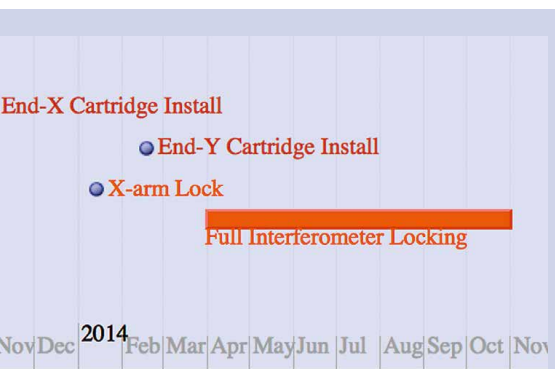 End-X Cartridge Install
End-Y Cartridge Install
X-arm Lock
Full Interferometer Locking
Nov Dec 2014 Feb Mar Apr May Jun Jul Aug Sep Oct Nov